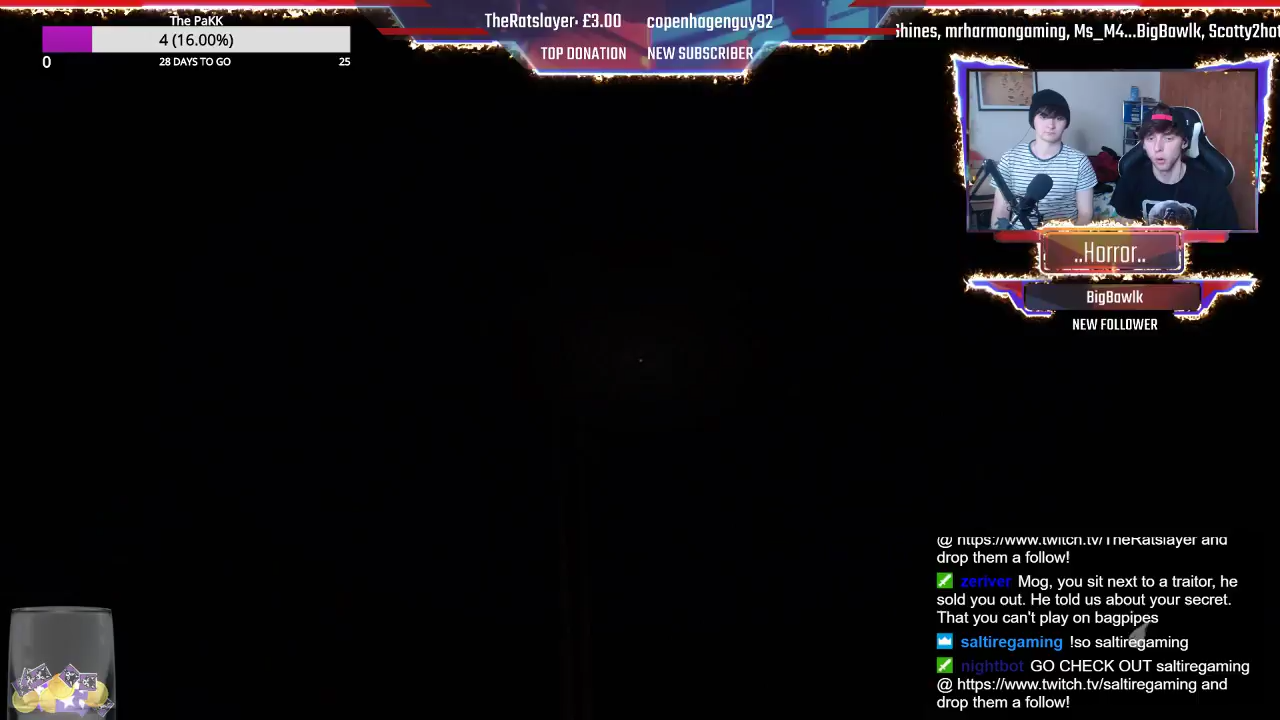 The PaKK
4 (16.00%)
0
28 DAYS TO GO
25
TheRatslayer: £3.00
copenhagenguy92
TOP DONATION
NEW SUBSCRIBER
Shines, mrharmongaming, Ms_M4...BigBawlk, Scotty2hot
..Horror..
BigBawlk
NEW FOLLOWER
@ https://www.twitch.tv/TheRatslayer and
drop them a follow!
zeriver Mog, you sit next to a traitor, he
sold you out. He told us about your secret.
That you can't play on bagpipes
saltiregaming !so saltiregaming
nightbot GO CHECK OUT saltiregaming
@ https://www.twitch.tv/saltiregaming and
drop them a follow!